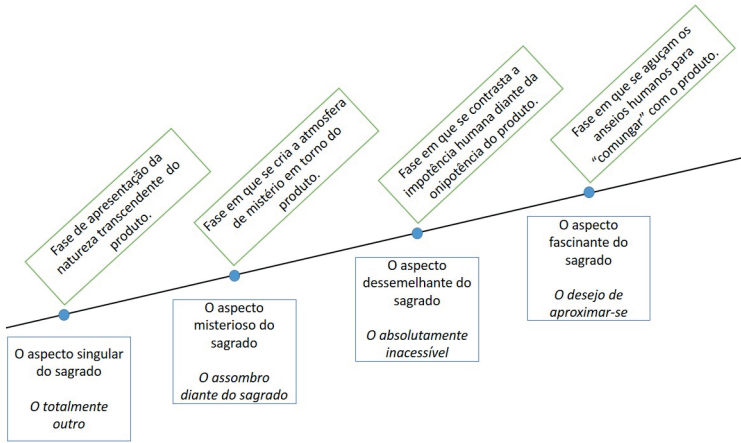 Fase de apresentação da
natureza transcendente do
produto.
Fase em que se cria a atmosfera
de mistério em torno do
produto.
Fase em que se contrasta a
impotência humana diante da
onipotência do produto.
Fase em que se aguçam os
anseios humanos para
“comungar” com o produto.
O aspecto singular
do sagrado
O totalmente
outro
O aspecto
misterioso do
sagrado
O assombro
diante do sagrado
O aspecto
dessemelhante do
sagrado
O absolutamente
inacessível
O aspecto
fascinante do
sagrado
O desejo de
aproximar-se